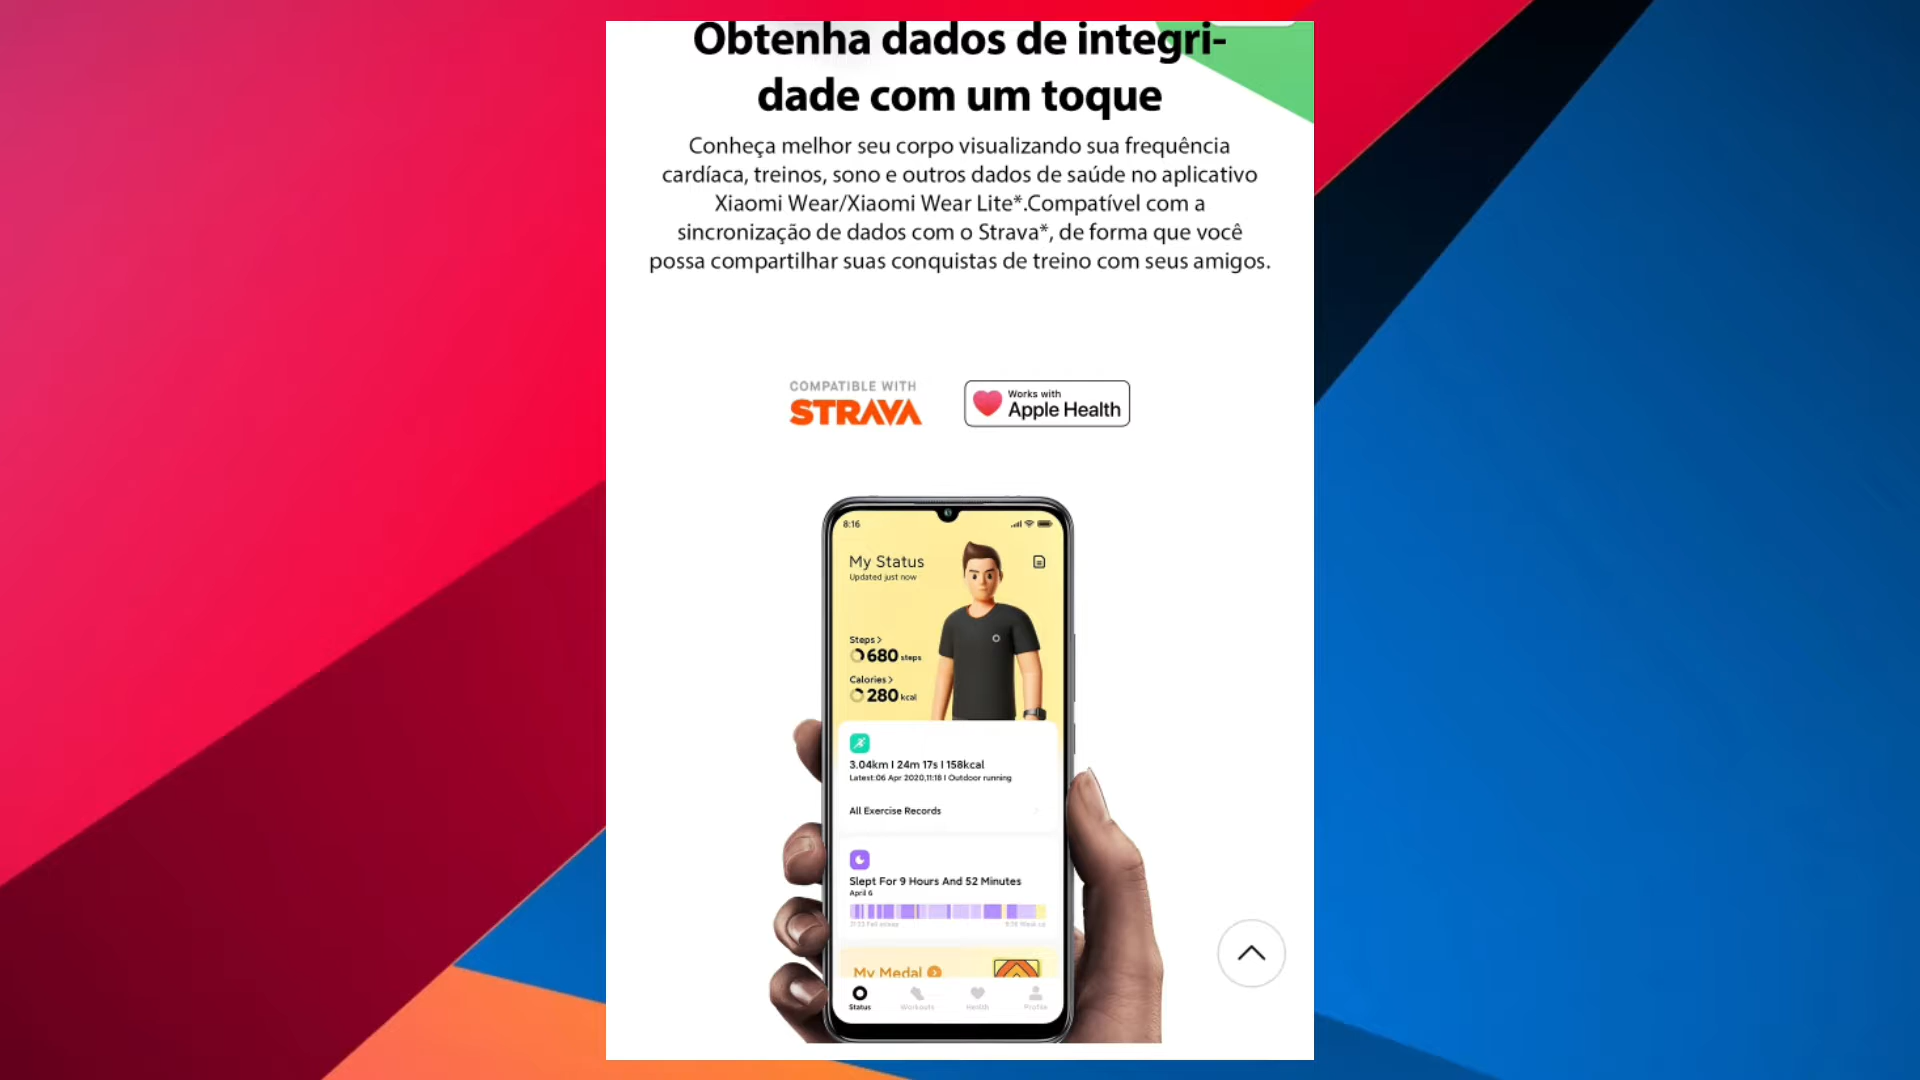 Obtenha dados de integri-
dade com um toque
Conheça melhor seu corpo visualizando sua frequência
cardíaca, treinos, sono e outros dados de saúde no aplicativo
Xiaomi Wear/Xiaomi Wear Lite*.Compatível com a
sincronização de dados com o Strava*, de forma que você
possa compartilhar suas conquistas de treino com seus amigos.
COMPATIBLE WITH
STRAVA
Works with
Apple Health
8:16
My Status
Updated just now
Steps >
680 steps
Calories >
280 kcal
3.04km I 24m 17s I 158kcal
Latest:06 Apr 2020,11:18 I Outdoor running
All Exercise Records
Slept For 9 Hours And 52 Minutes
April 6
Fell asleep
My Medal
Status Workouts Health Profile